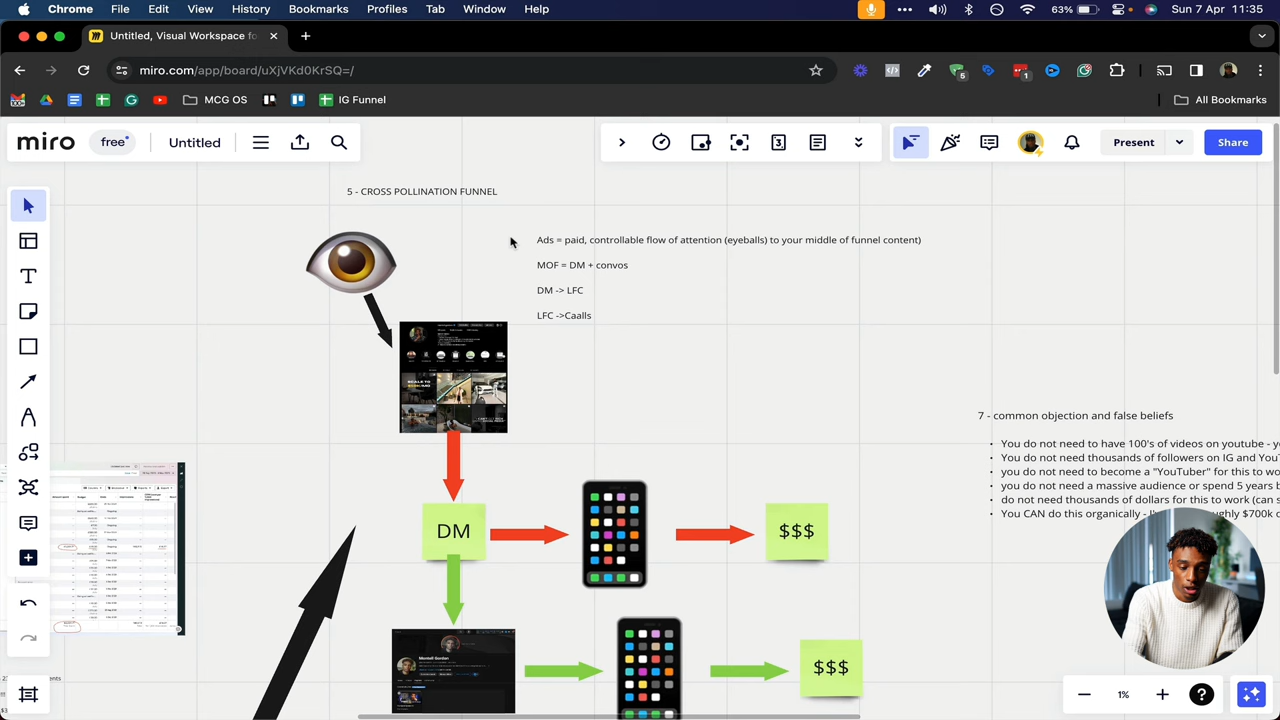 Chrome File Edit View History Bookmarks Profiles Tab Window Help 63% Sun 7 Apr 11:35
Untitled, Visual Workspace fo
miro.com/app/board/uXjVKd0KrSQ=/
5 1
MCG OS IG Funnel All Bookmarks
miro free Untitled 3 Present Share
5 - CROSS POLLINATION FUNNEL
Ads = paid, controllable flow of attention (eyeballs) to your middle of funnel content)
MOF = DM + convos
DM -> LFC
LFC ->Caalls
7 - common objection and false beliefs
• You do not need to have 100's of videos on youtube - y
• You do not need thousands of followers on IG and YouT
• you do not need to become a "YouTuber" for this to wo
you do not need a massive audience or spend 5 years b
do not need thousands of dollars for this to work can s
You CAN do this organically ghly $700k c
DM
$$$
$$$